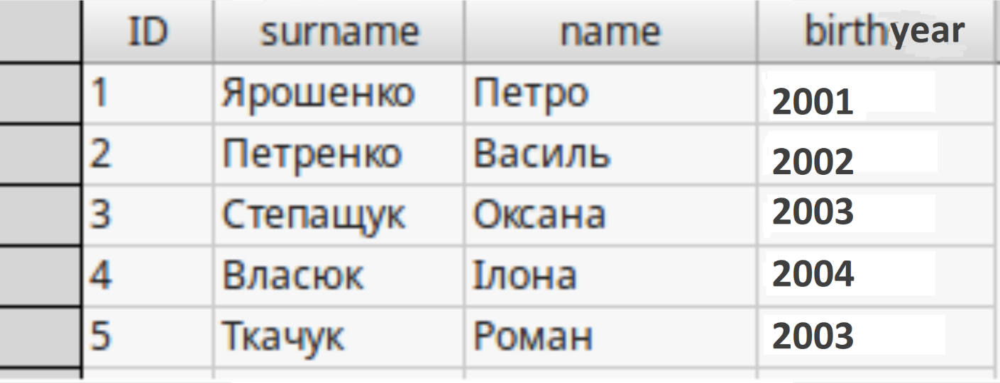 ID surname name birthyear
1 Ярошенко Петро 2001
2 Петренко Василь 2002
3 Степащук Оксана 2003
4 Власюк Ілона 2004
5 Ткачук Роман 2003